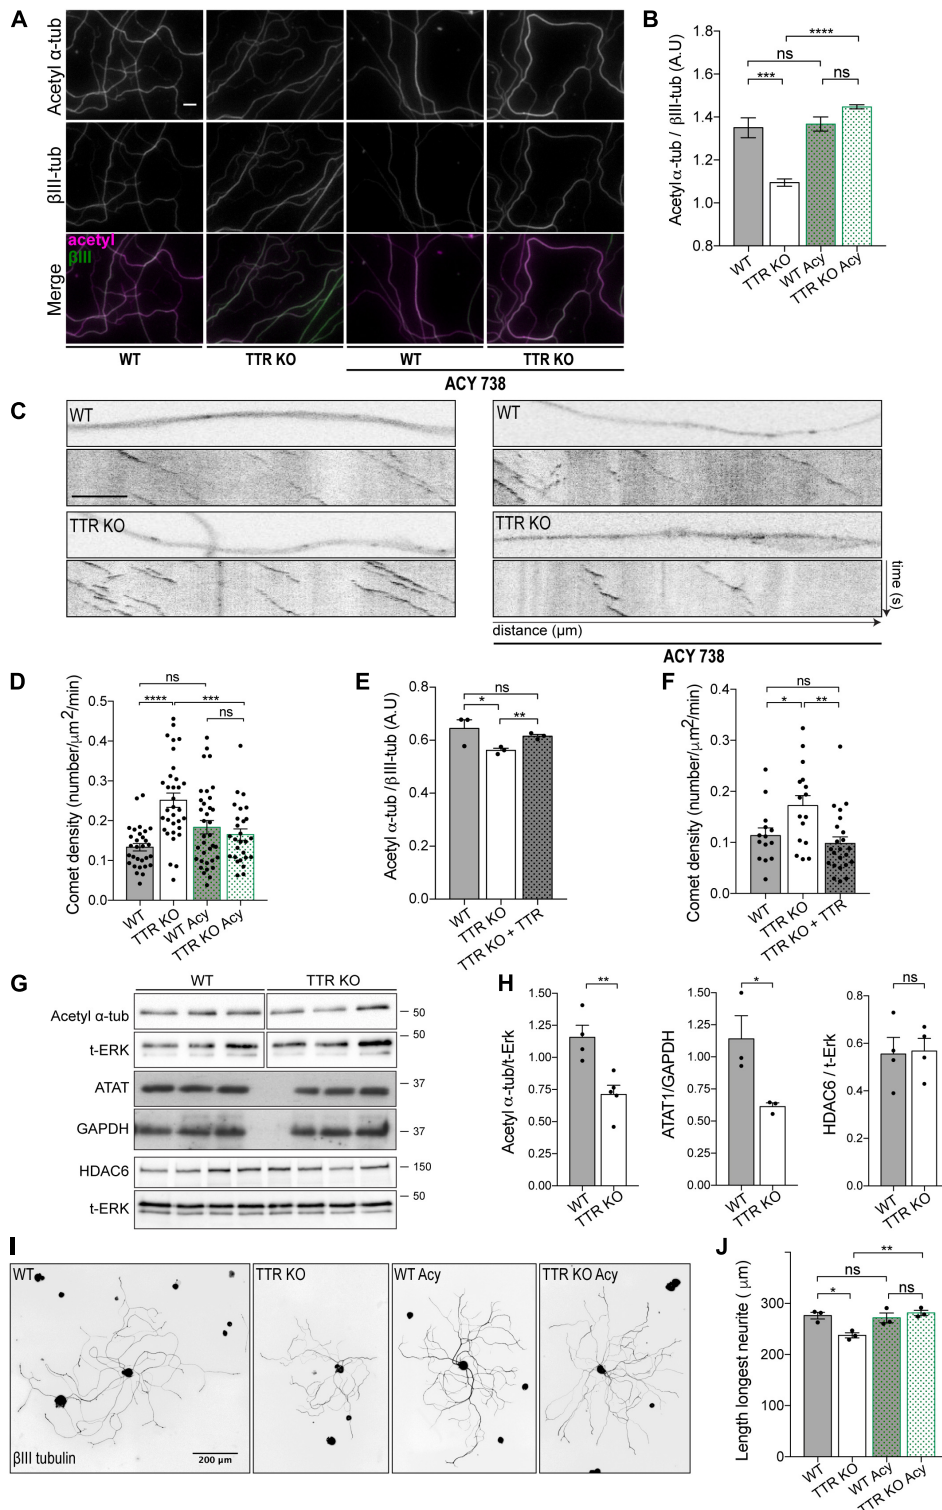 A
Acetyl α-tub
βIII-tub
acetyl
βIII
Merge
WT
TTR KO
WT
TTR KO
ACY 738
B
Acetyl α-tub / βIII-tub (A.U)
1.8
1.6
1.4
1.2
1.0
0.8
****
ns
***
ns
WT
TTR KO
WT Acy
TTR KO Acy
C
WT
TTR KO
WT
TTR KO
time (s)
distance (µm)
ACY 738
D
Comet density (number/µm2/min)
0.5
0.4
0.3
0.2
0.1
0.0
ns
****
***
ns
WT
TTR KO
WT Acy
TTR KO Acy
E
Acetyl α-tub /βIII-tub (A.U)
0.8
0.6
0.4
0.2
0.0
ns
*
**
WT
TTR KO
TTR KO + TTR
F
Comet density (number/µm2/min)
0.4
0.3
0.2
0.1
0.0
ns
*
**
WT
TTR KO
TTR KO + TTR
G
WT
TTR KO
Acetyl α-tub
50
t-ERK
50
ATAT
37
GAPDH
37
HDAC6
150
t-ERK
50
H
Acetyl α-tub/t-Erk
1.50
1.25
1.00
0.75
0.50
0.25
0.00
**
WT
TTR KO
ATAT1/GAPDH
1.50
1.25
1.00
0.75
0.50
0.25
0.00
*
WT
TTR KO
HDAC6 / t-Erk
0.8
0.6
0.4
0.2
0.0
ns
WT
TTR KO
I
WT
TTR KO
WT Acy
TTR KO Acy
βIII tubulin
200 µm
J
Length longest neurite ( µm)
300
200
100
0
**
ns
*
ns
WT
TTR KO
WT Acy
TTR KO Acy